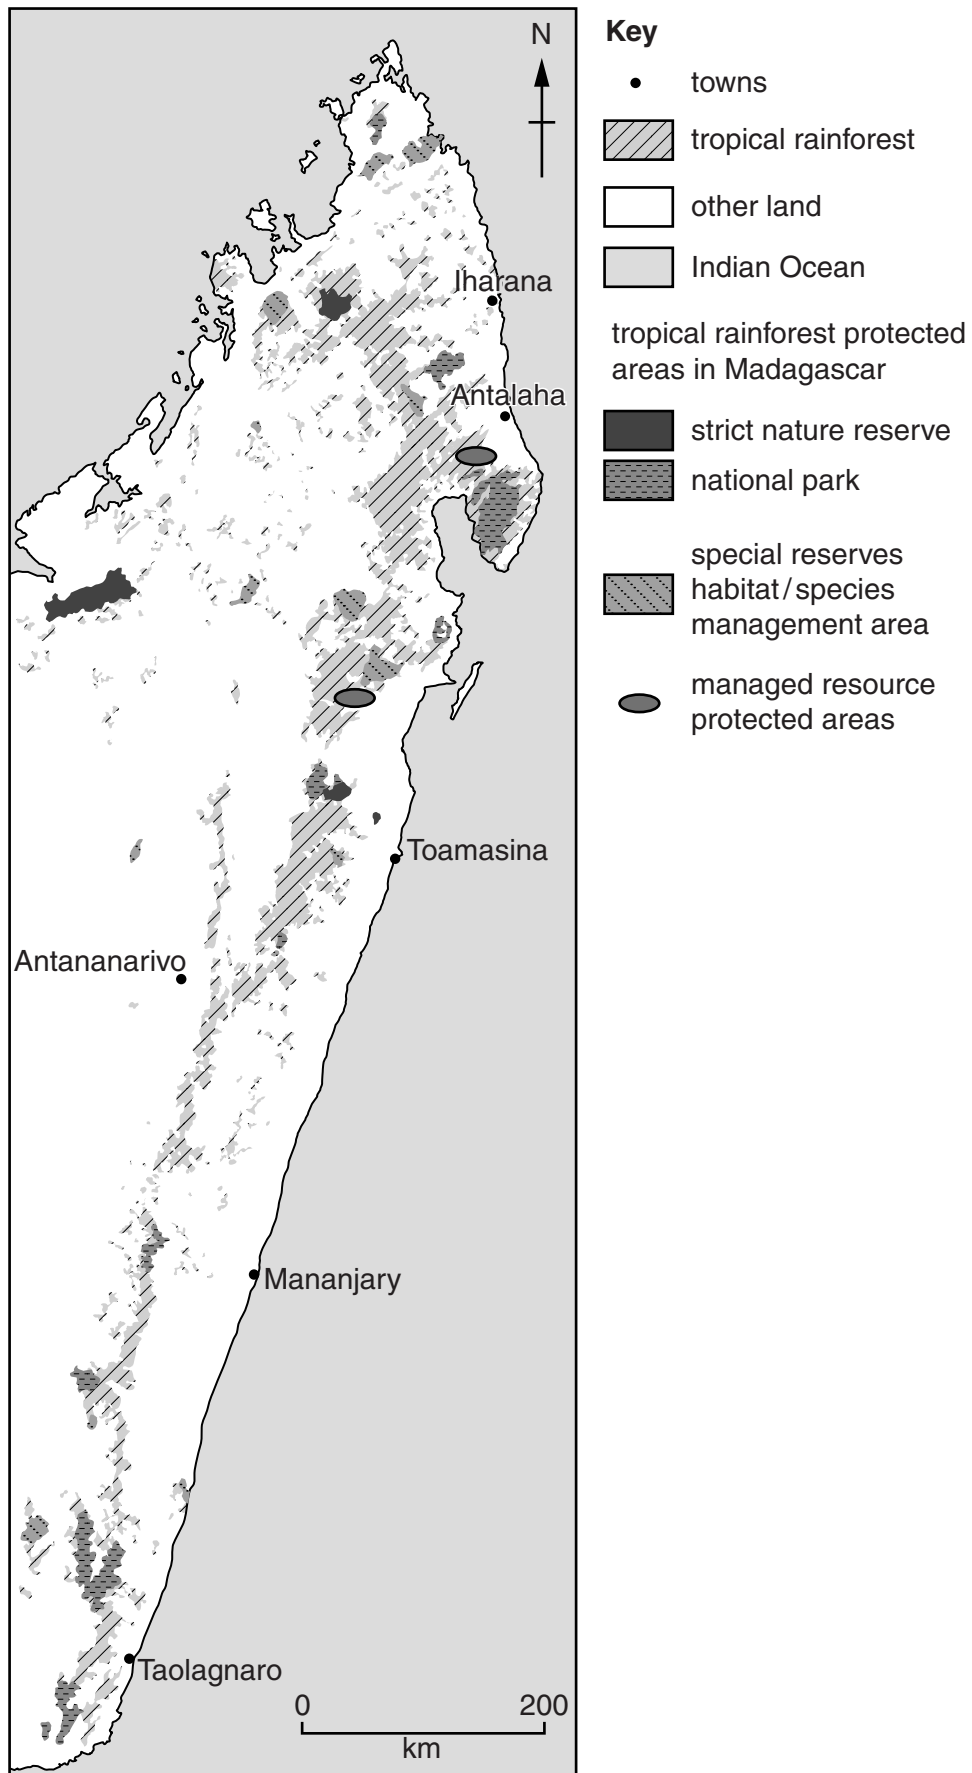 N
Iharana
Antalaha
Toamasina
Antananarivo
Mananjary
Taolagnaro
0 200
km
Key
towns
tropical rainforest
other land
Indian Ocean
tropical rainforest protected
areas in Madagascar
strict nature reserve
national park
special reserves
habitat/species
management area
managed resource
protected areas